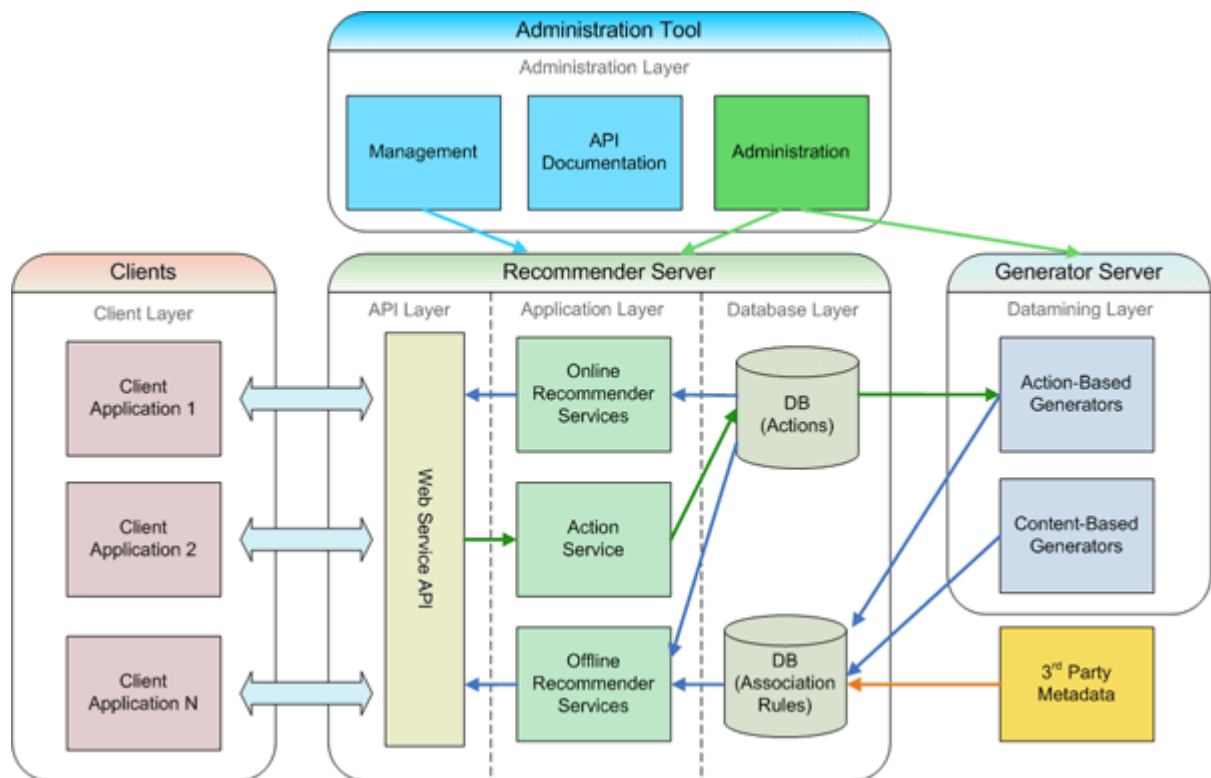 Administration Tool
Administration Layer
Management
API
Documentation
Administration
Clients
Client Layer
Client
Application 1
Client
Application 2
Client
Application N
Recommender Server
API Layer
Application Layer
Database Layer
Web Service API
Online
Recommender
Services
Action
Service
Offline
Recommender
Services
DB
(Actions)
DB
(Association
Rules)
Generator Server
Datamining Layer
Action-Based
Generators
Content-Based
Generators
3rd Party
Metadata